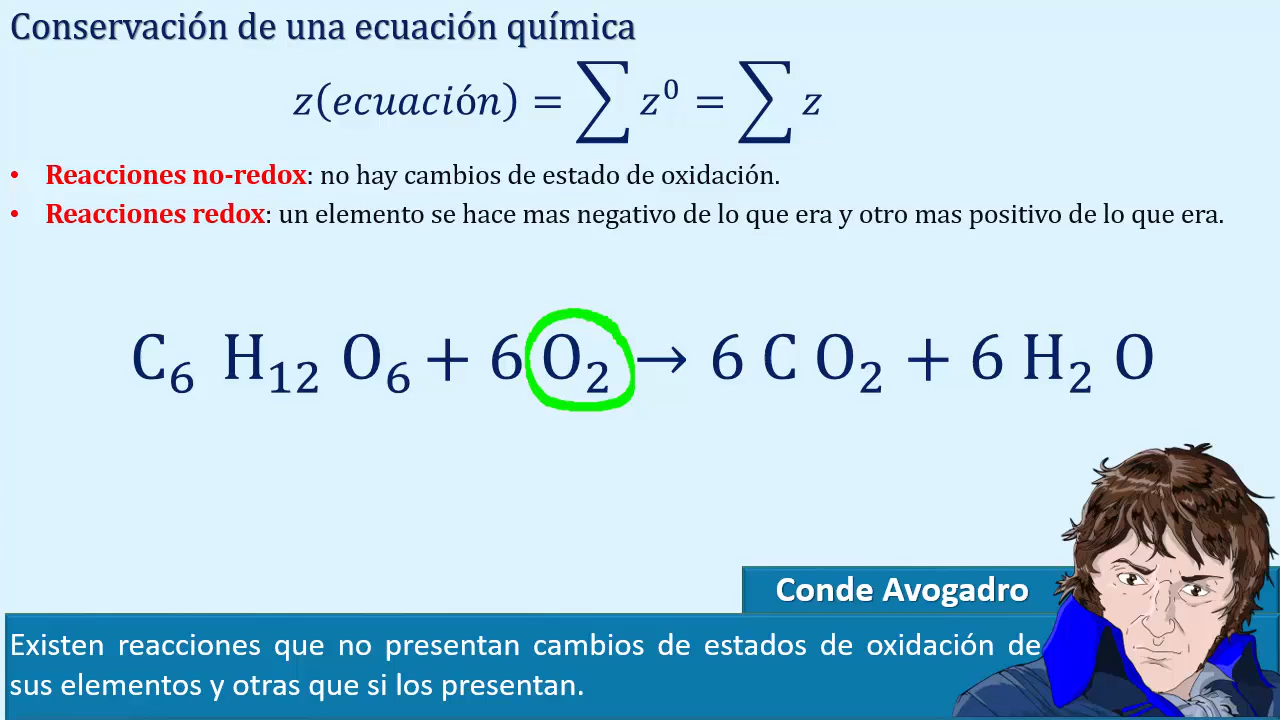 Conservación de una ecuación química
z(ecuación) = ∑ z⁰ = ∑ z
• Reacciones no-redox: no hay cambios de estado de oxidación.
• Reacciones redox: un elemento se hace mas negativo de lo que era y otro mas positivo de lo que era.
C₆ H₁₂ O₆ + 6 O₂ → 6 C O₂ + 6 H₂ O
Conde Avogadro
Existen reacciones que no presentan cambios de estados de oxidación de
sus elementos y otras que si los presentan.